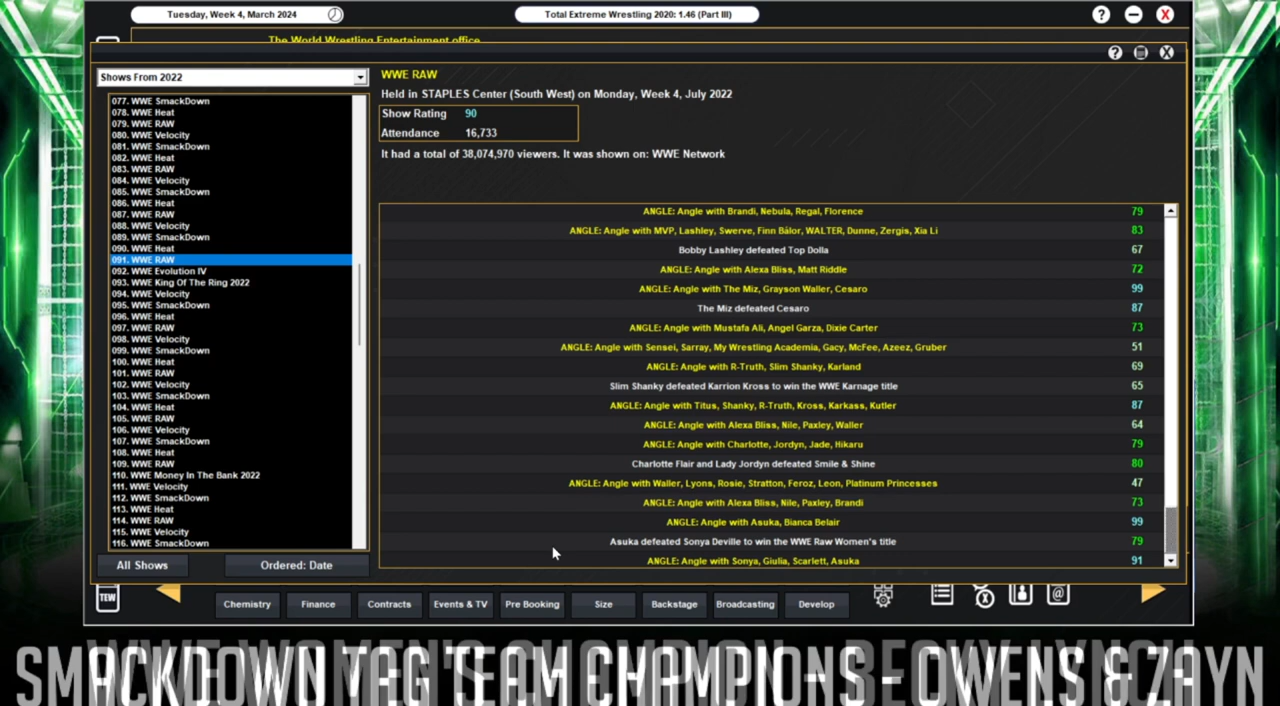 Tuesday, Week 4, March 2024
Total Extreme Wrestling 2020: 1.46 (Part III)
? – X
The World Wrestling Entertainment office
? X
Shows From 2022
077. WWE SmackDown
078. WWE Heat
079. WWE RAW
080. WWE Velocity
081. WWE SmackDown
082. WWE Heat
083. WWE RAW
084. WWE Velocity
085. WWE SmackDown
086. WWE Heat
087. WWE RAW
088. WWE Velocity
089. WWE SmackDown
090. WWE Heat
091. WWE RAW
092. WWE Evolution IV
093. WWE King Of The Ring 2022
094. WWE Velocity
095. WWE SmackDown
096. WWE Heat
097. WWE RAW
098. WWE Velocity
099. WWE SmackDown
100. WWE Heat
101. WWE RAW
102. WWE Velocity
103. WWE SmackDown
104. WWE Heat
105. WWE RAW
106. WWE Velocity
107. WWE SmackDown
108. WWE Heat
109. WWE RAW
110. WWE Money In The Bank 2022
111. WWE Velocity
112. WWE SmackDown
113. WWE Heat
114. WWE RAW
115. WWE Velocity
116. WWE SmackDown
All Shows
Ordered: Date
WWE RAW
Held in STAPLES Center (South West) on Monday, Week 4, July 2022
Show Rating 90
Attendance 16,733
It had a total of 38,074,970 viewers. It was shown on: WWE Network
ANGLE: Angle with Brandi, Nebula, Regal, Florence 79
ANGLE: Angle with MVP, Lashley, Swerve, Finn Bálor, WALTER, Dunne, Zergis, Xia Li 83
Bobby Lashley defeated Top Dolla 67
ANGLE: Angle with Alexa Bliss, Matt Riddle 72
ANGLE: Angle with The Miz, Grayson Waller, Cesaro 99
The Miz defeated Cesaro 87
ANGLE: Angle with Mustafa Ali, Angel Garza, Dixie Carter 73
ANGLE: Angle with Sensei, Sarray, My Wrestling Academia, Gacy, McFee, Azeez, Gruber 51
ANGLE: Angle with R-Truth, Slim Shanky, Karland 69
Slim Shanky defeated Karrion Kross to win the WWE Karnage title 65
ANGLE: Angle with Titus, Shanky, R-Truth, Kross, Karkass, Kutler 87
ANGLE: Angle with Alexa Bliss, Nile, Paxley, Waller 64
ANGLE: Angle with Charlotte, Jordyn, Jade, Hikaru 79
Charlotte Flair and Lady Jordyn defeated Smile & Shine 80
ANGLE: Angle with Waller, Lyons, Rosie, Stratton, Feroz, Leon, Platinum Princesses 47
ANGLE: Angle with Alexa Bliss, Nile, Paxley, Brandi 73
ANGLE: Angle with Asuka, Bianca Belair 99
Asuka defeated Sonya Deville to win the WWE Raw Women's title 79
ANGLE: Angle with Sonya, Giulia, Scarlett, Asuka 91
TEW
Chemistry
Finance
Contracts
Events & TV
Pre Booking
Size
Backstage
Broadcasting
Develop
SMACKDOWN TAG TEAM CHAMPIONS - OWENS & ZAYN